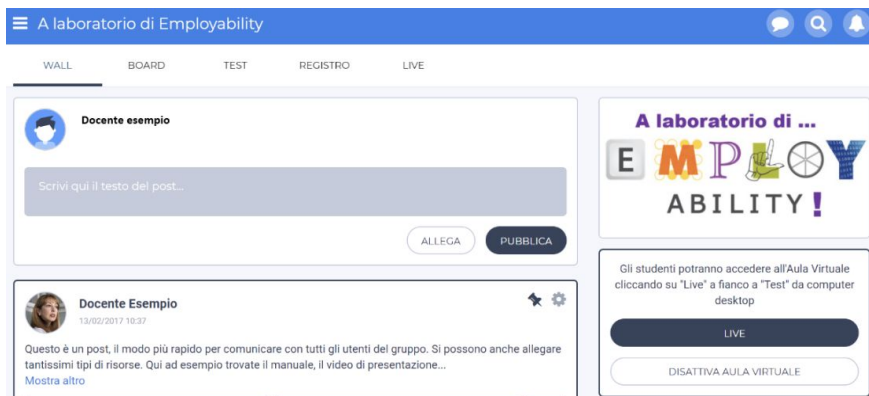 A laboratorio di Employability
WALL BOARD TEST REGISTRO LIVE
Docente esempio
Scrivi qui il testo del post...
ALLEGA PUBBLICA
Docente Esempio
13/02/2017 10:37
Questo è un post, il modo più rapido per comunicare con tutti gli utenti del gruppo. Si possono anche allegare
tantissimi tipi di risorse. Qui ad esempio trovate il manuale, il video di presentazione...
Mostra altro
A laboratorio di ...
EMPLOY
ABILITY!
Gli studenti potranno accedere all'Aula Virtuale
cliccando su "Live" a fianco a "Test" da computer
desktop
LIVE
DISATTIVA AULA VIRTUALE